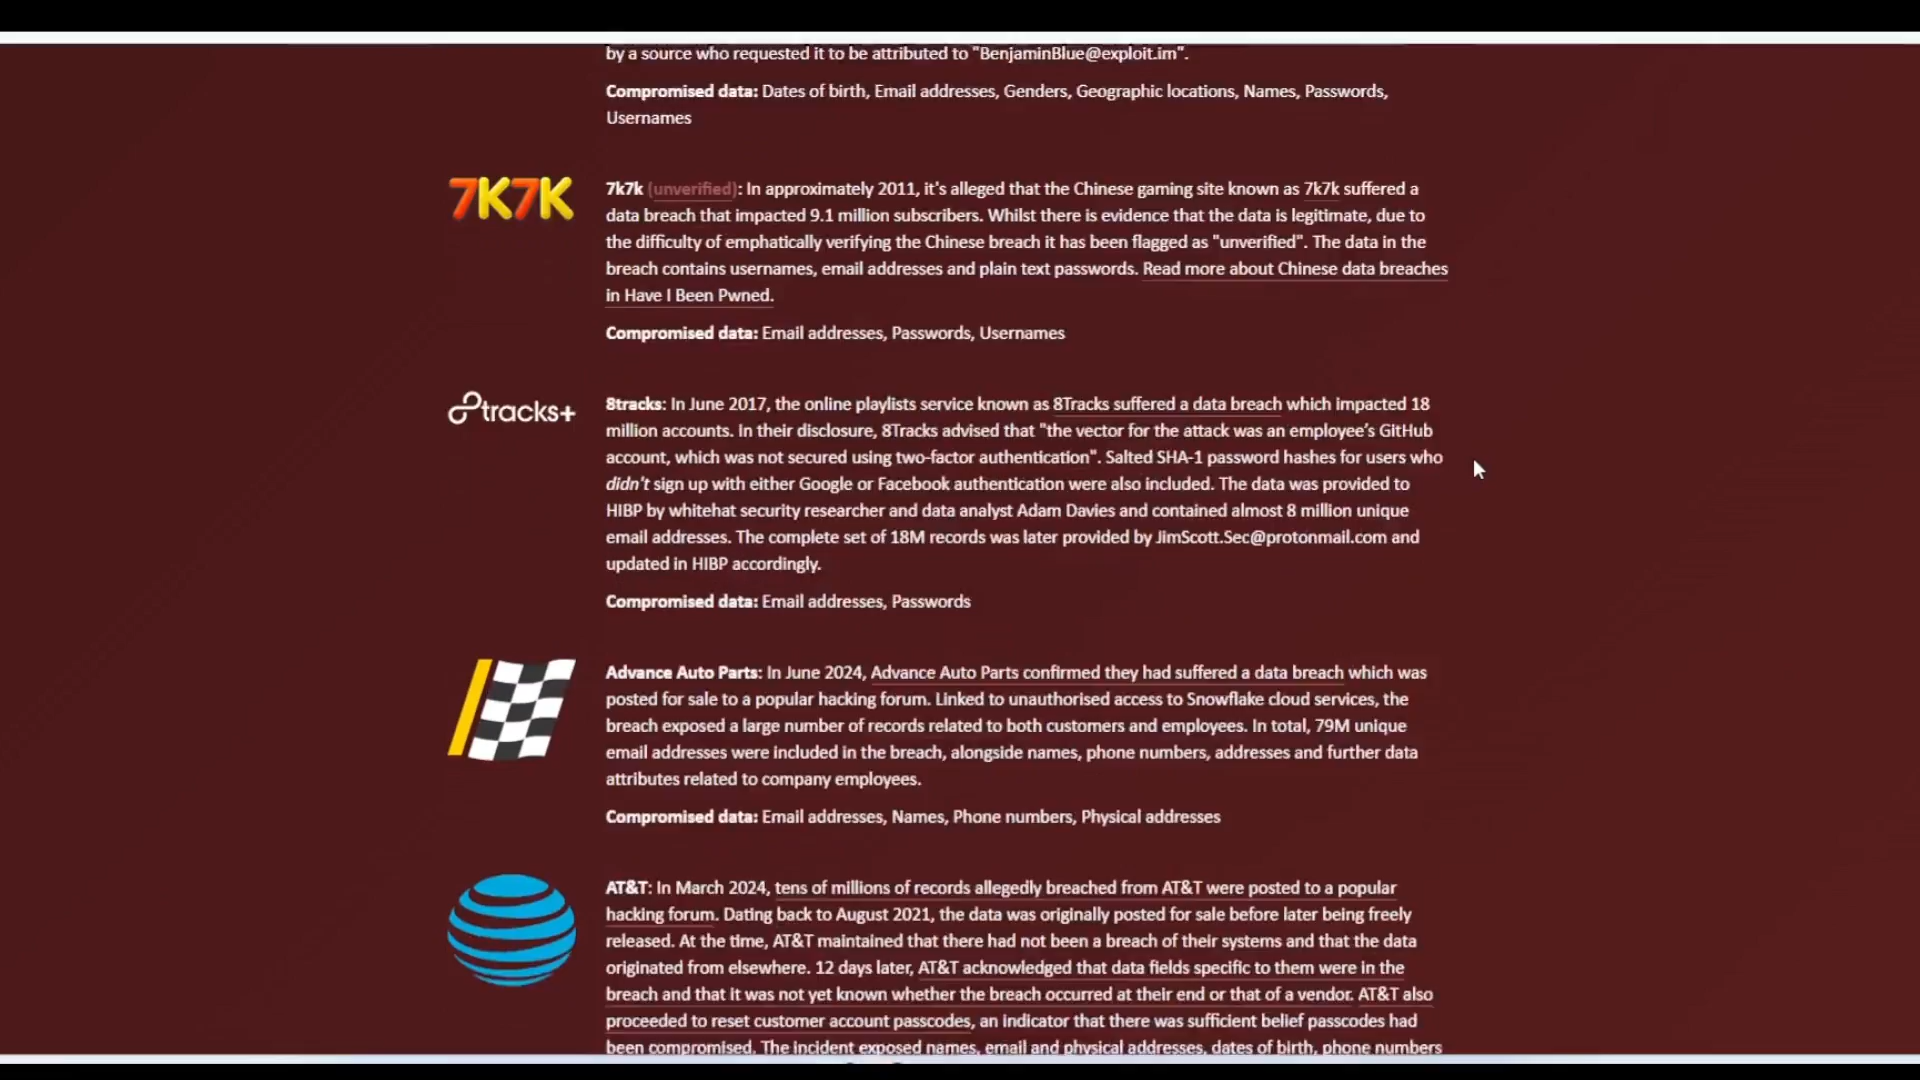 by a source who requested it to be attributed to "BenjaminBlue@exploit.im".
Compromised data: Dates of birth, Email addresses, Genders, Geographic locations, Names, Passwords,
Usernames
7K7K
7k7k (unverified): In approximately 2011, it's alleged that the Chinese gaming site known as 7k7k suffered a
data breach that impacted 9.1 million subscribers. Whilst there is evidence that the data is legitimate, due to
the difficulty of emphatically verifying the Chinese breach it has been flagged as "unverified". The data in the
breach contains usernames, email addresses and plain text passwords. Read more about Chinese data breaches
in Have I Been Pwned.
Compromised data: Email addresses, Passwords, Usernames
8tracks+
8tracks: In June 2017, the online playlists service known as 8Tracks suffered a data breach which impacted 18
million accounts. In their disclosure, 8Tracks advised that "the vector for the attack was an employee’s GitHub
account, which was not secured using two-factor authentication". Salted SHA-1 password hashes for users who
didn't sign up with either Google or Facebook authentication were also included. The data was provided to
HIBP by whitehat security researcher and data analyst Adam Davies and contained almost 8 million unique
email addresses. The complete set of 18M records was later provided by JimScott.Sec@protonmail.com and
updated in HIBP accordingly.
Compromised data: Email addresses, Passwords
Advance Auto Parts: In June 2024, Advance Auto Parts confirmed they had suffered a data breach which was
posted for sale to a popular hacking forum. Linked to unauthorised access to Snowflake cloud services, the
breach exposed a large number of records related to both customers and employees. In total, 79M unique
email addresses were included in the breach, alongside names, phone numbers, addresses and further data
attributes related to company employees.
Compromised data: Email addresses, Names, Phone numbers, Physical addresses
AT&T: In March 2024, tens of millions of records allegedly breached from AT&T were posted to a popular
hacking forum. Dating back to August 2021, the data was originally posted for sale before later being freely
released. At the time, AT&T maintained that there had not been a breach of their systems and that the data
originated from elsewhere. 12 days later, AT&T acknowledged that data fields specific to them were in the
breach and that it was not yet known whether the breach occurred at their end or that of a vendor. AT&T also
proceeded to reset customer account passcodes, an indicator that there was sufficient belief passcodes had
been compromised. The incident exposed names, email and physical addresses, dates of birth, phone numbers